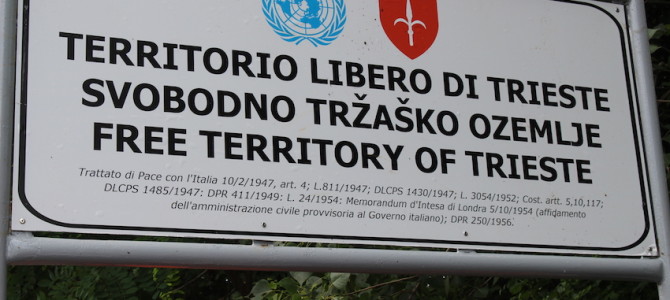 TERRITORIO LIBERO DI TRIESTE
SVOBODNO TRŽAŠKO OZEMLJE
FREE TERRITORY OF TRIESTE
Trattato di Pace con l'Italia 10/2/1947, art. 4; L.811/1947; DLCPS 1430/1947; L. 3054/1952; Cost. artt. 5,10,117;
DLCPS 1485/1947: DPR 411/1949: L. 24/1954: Memorandum d'Intesa di Londra 5/10/1954 (affidamento
dell'amministrazione civile provvisoria al Governo italiano); DPR 250/1956.